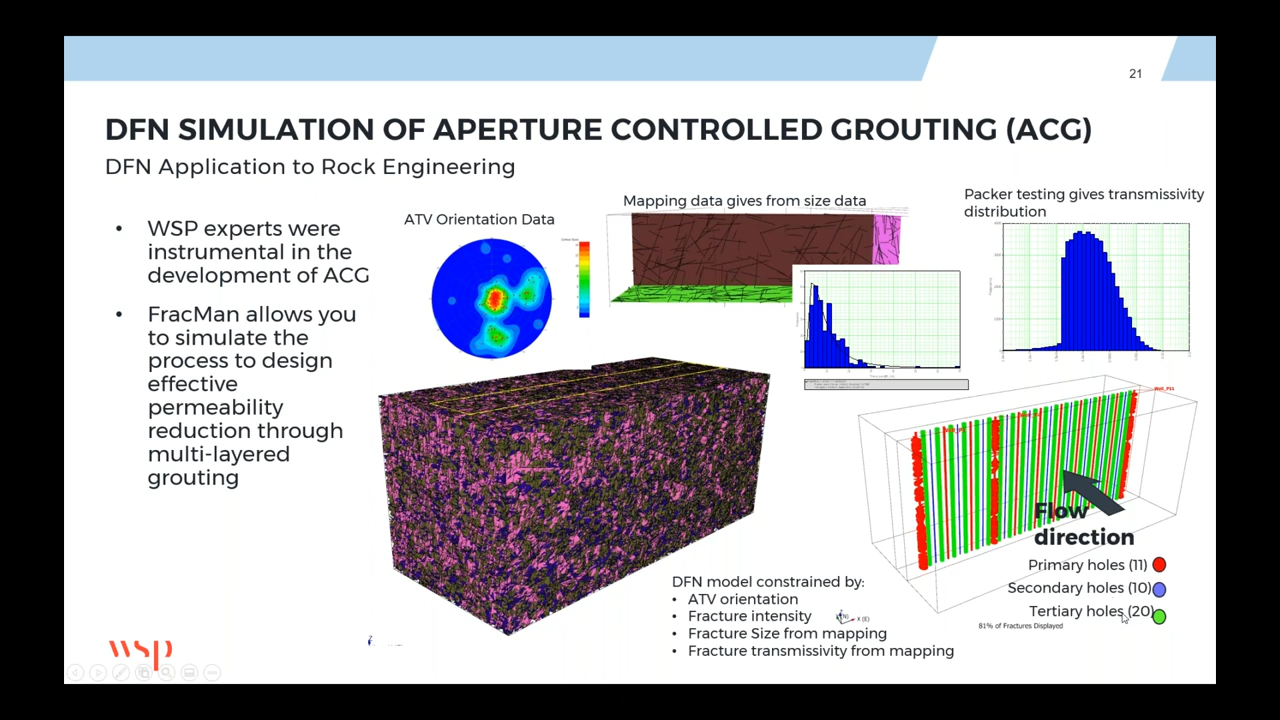 21
DFN SIMULATION OF APERTURE CONTROLLED GROUTING (ACG)
DFN Application to Rock Engineering
• WSP experts were
instrumental in the
development of ACG
• FracMan allows you
to simulate the
process to design
effective
permeability
reduction through
multi-layered
grouting
ATV Orientation Data
Mapping data gives from size data
Packer testing gives transmissivity
distribution
Well_P11
Flow
direction
Primary holes (11)
Secondary holes (10)
Tertiary holes (20)
81% of Fractures Displayed
X (E)
DFN model constrained by:
• ATV orientation
• Fracture intensity
• Fracture Size from mapping
• Fracture transmissivity from mapping
wsp